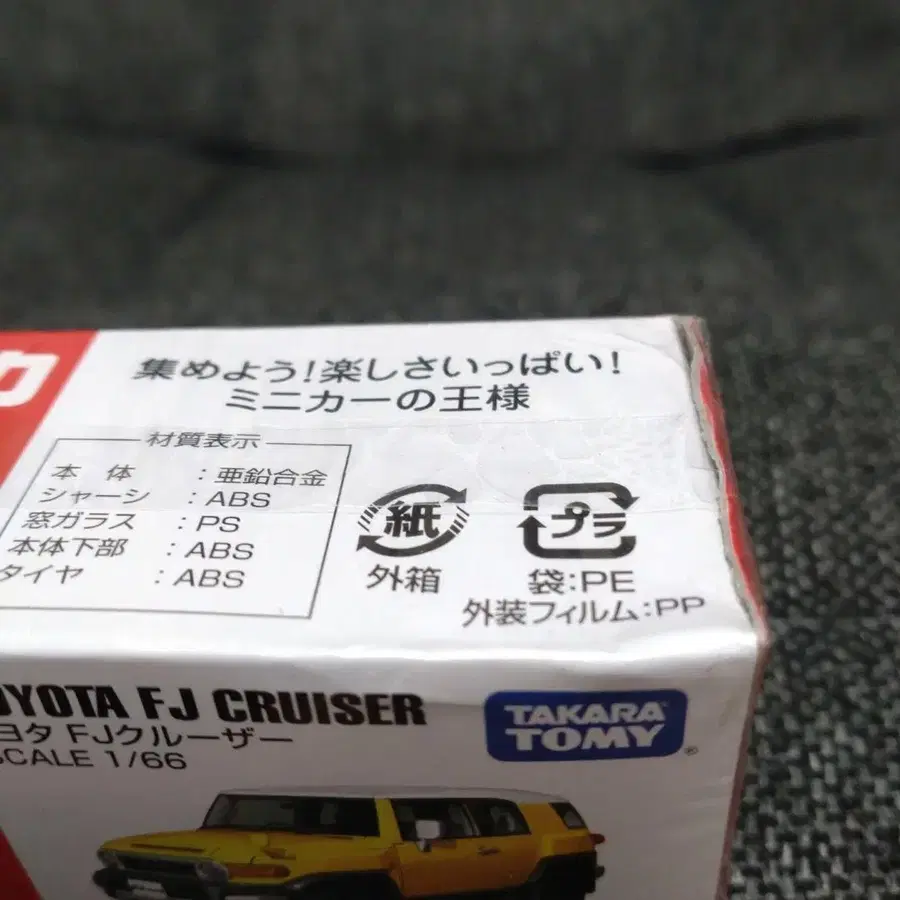 カ
集めよう!楽しさいっぱい!
ミニカーの王様
材質表示
本 体 :亜鉛合金
シャーシ :ABS
窓ガラス :PS
本体下部 :ABS
タイヤ :ABS
紙
外箱
プラ
袋:PE
外装フィルム:PP
OYOTA FJ CRUISER
ヨタ FJクルーザー
SCALE 1/66
TAKARA
TOMY®